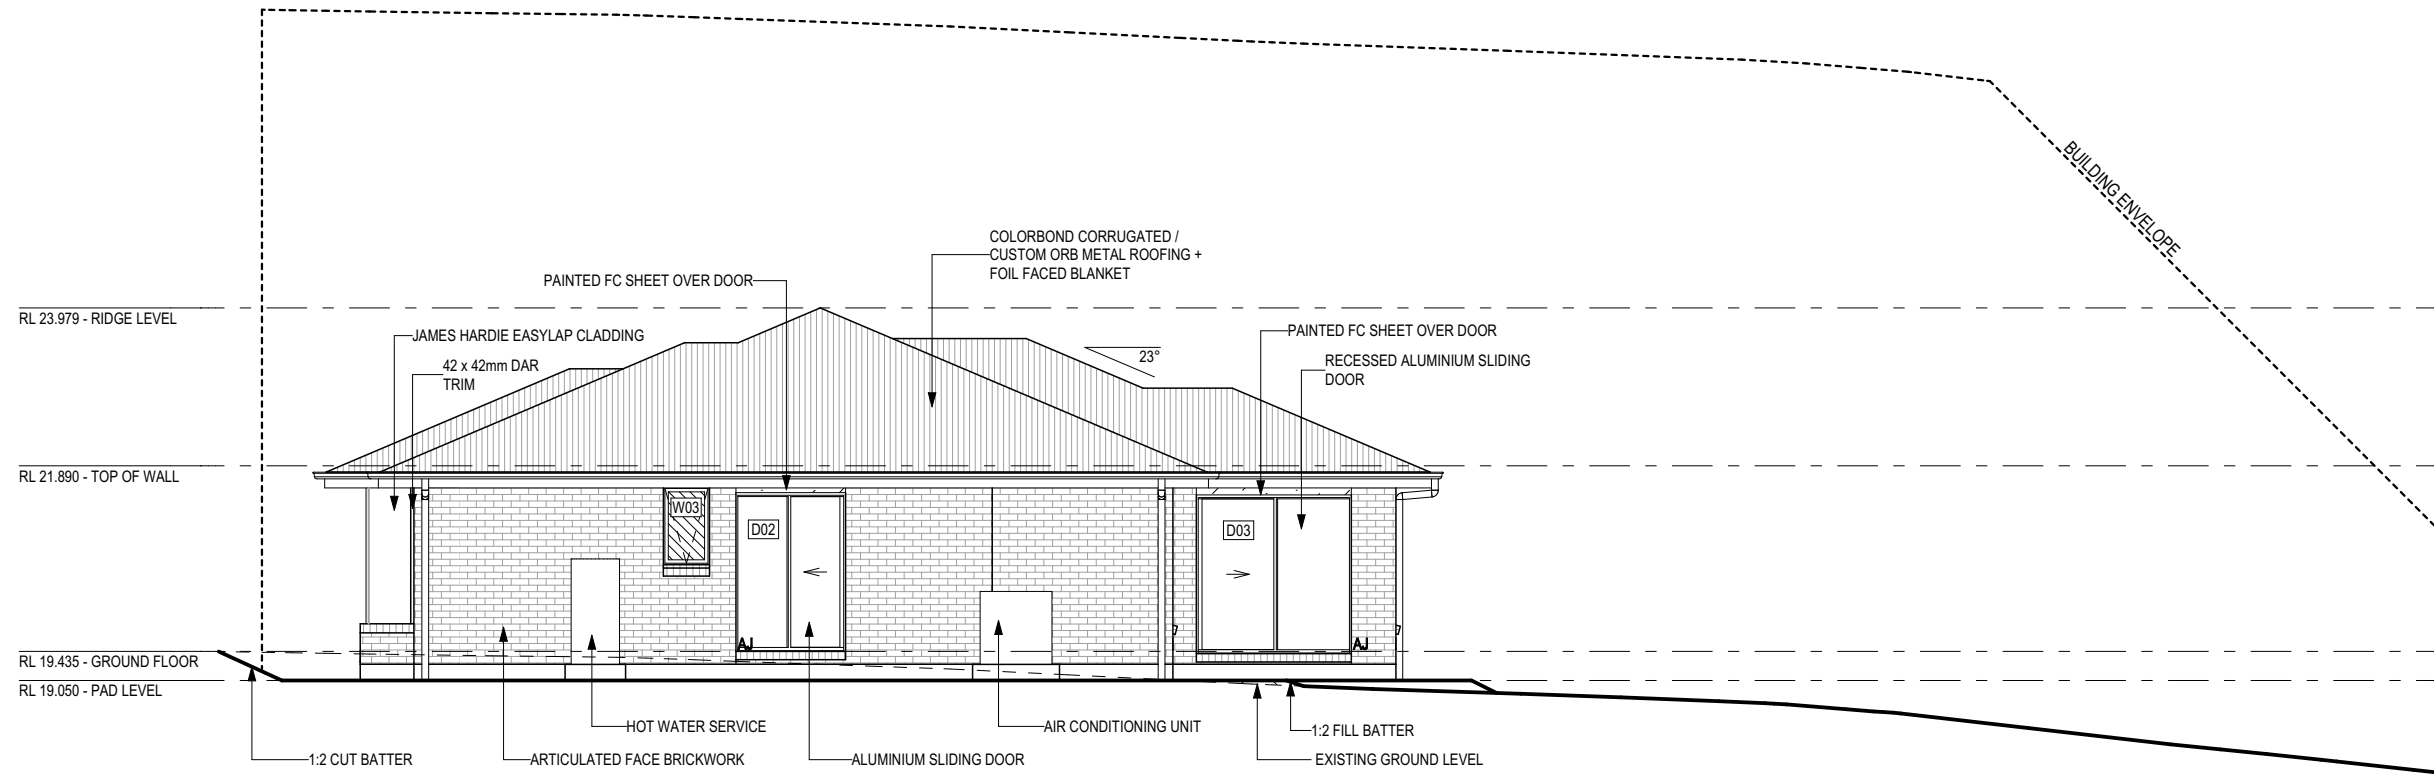 BUILDING ENVELOPE
COLORBOND CORRUGATED /
CUSTOM ORB METAL ROOFING +
FOIL FACED BLANKET
PAINTED FC SHEET OVER DOOR
RL 23.979 - RIDGE LEVEL
JAMES HARDIE EASYLAP CLADDING
PAINTED FC SHEET OVER DOOR
42 x 42mm DAR
TRIM
23°
RECESSED ALUMINIUM SLIDING
DOOR
RL 21.890 - TOP OF WALL
W03
D02
D03
AJ
AJ
RL 19.435 - GROUND FLOOR
RL 19.050 - PAD LEVEL
HOT WATER SERVICE
AIR CONDITIONING UNIT
1:2 FILL BATTER
1:2 CUT BATTER
ARTICULATED FACE BRICKWORK
ALUMINIUM SLIDING DOOR
EXISTING GROUND LEVEL